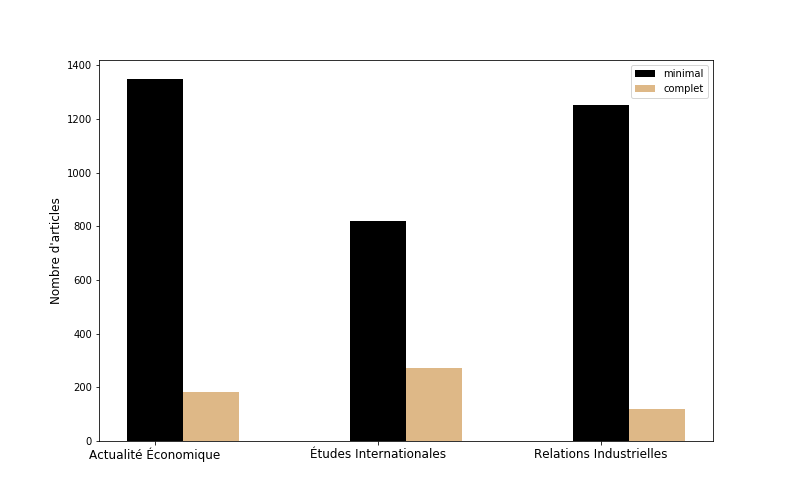 minimal
complet
1400
1200
1000
800
600
400
200
0
Nombre d'articles
Actualité Économique
Études Internationales
Relations Industrielles